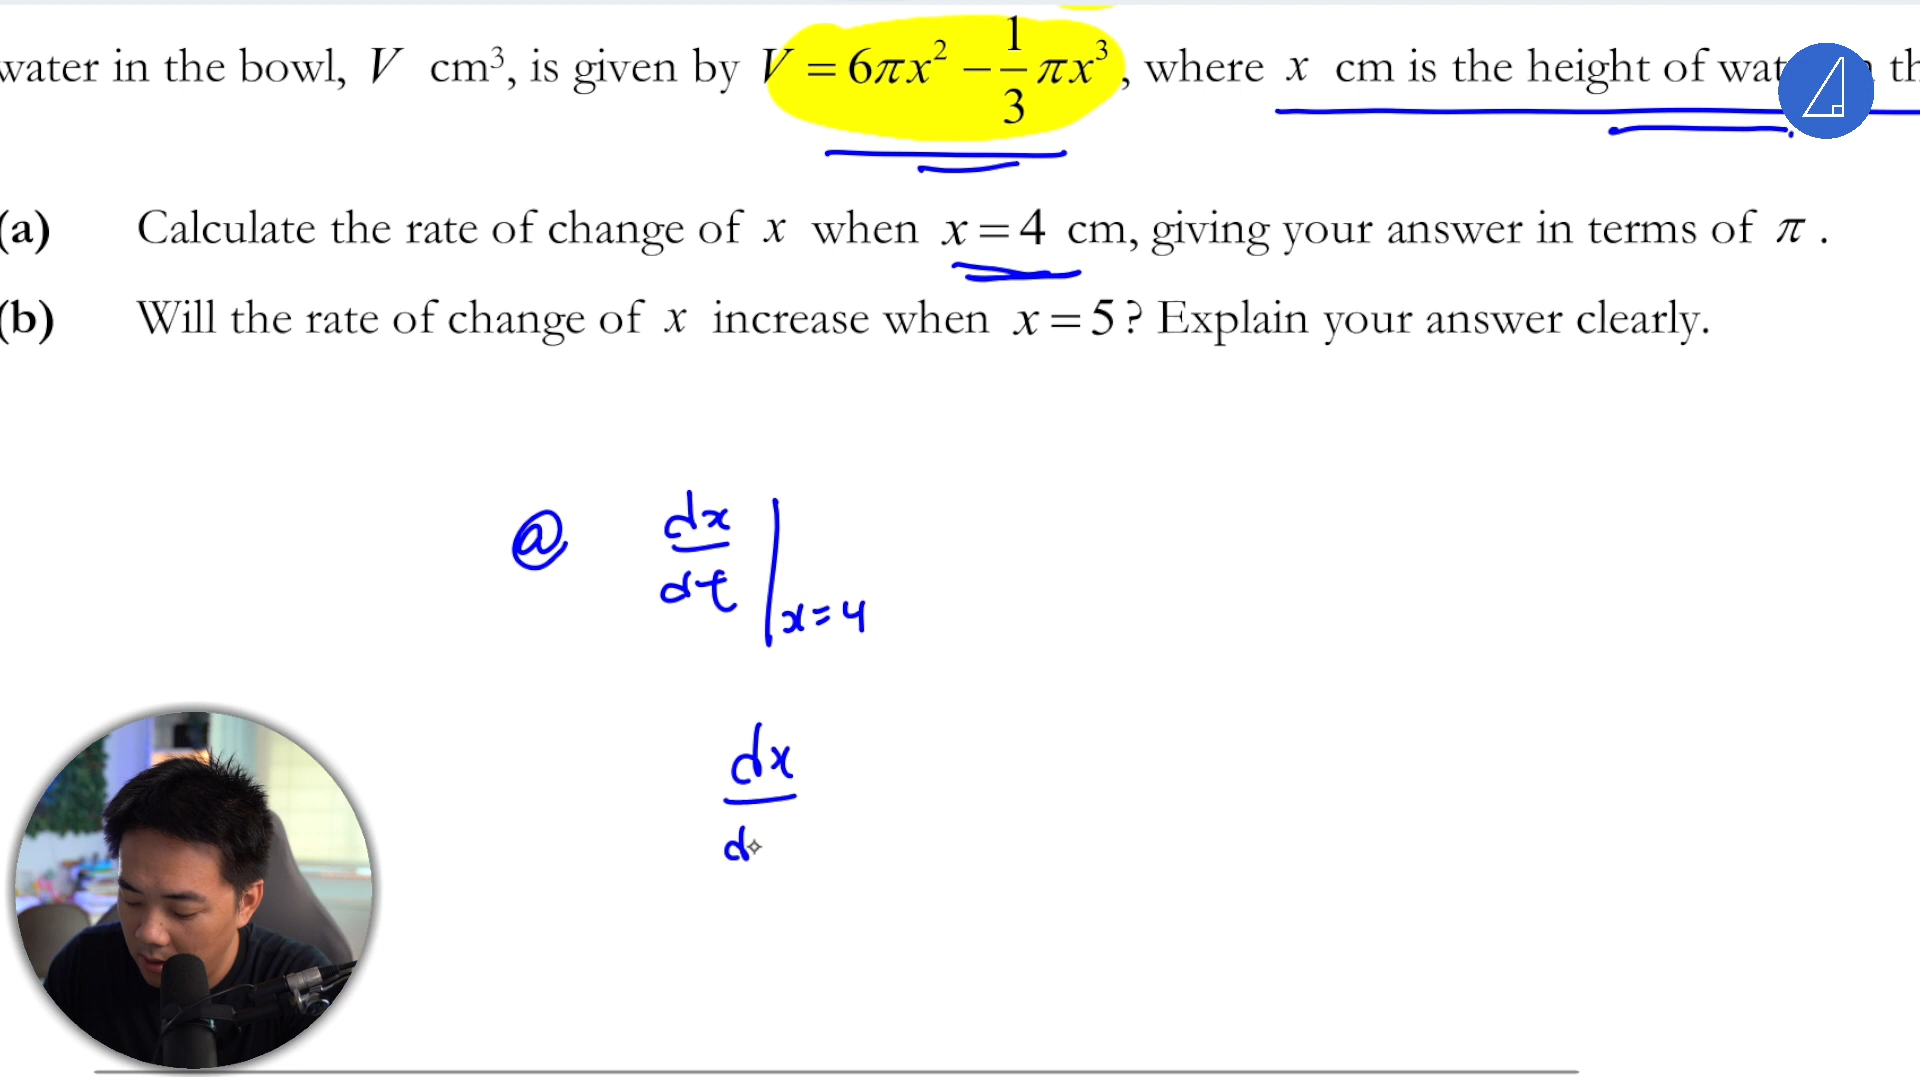 water in the bowl, V cm³, is given by V = 6πx² − 1/3 πx³, where x cm is the height of
(a) Calculate the rate of change of x when x = 4 cm, giving your answer in terms of π.
(b) Will the rate of change of x increase when x = 5? Explain your answer clearly.
@ dx/dt | x=4
dx
d